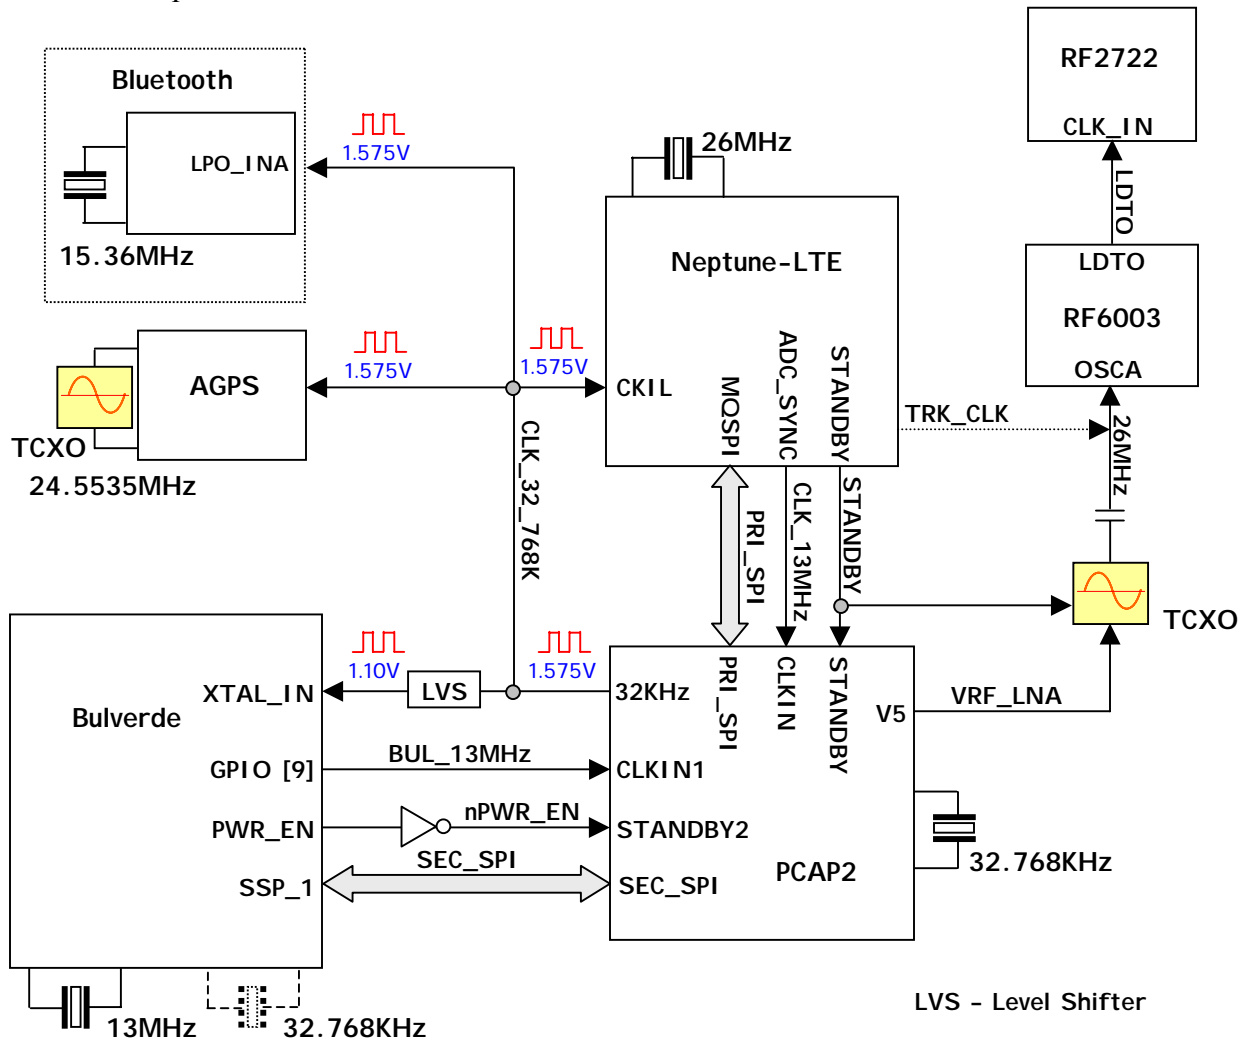 RF2722
CLK_IN
LDTO
LDTO
RF6003
OSCA
26MHz
TCXO
Bluetooth
LPO_INA
15.36MHz
1.575V
26MHz
Neptune-LTE
CKIL
MQSPI
ADC_SYNC
STANDBY
TRK_CLK
AGPS
TCXO
24.5535MHz
1.575V
1.575V
CLK_32_768K
PRI_SPI
CLK_13MHz
STANDBY
Bulverde
XTAL_IN
GPIO [9]
PWR_EN
SSP_1
1.10V
LVS
1.575V
BUL_13MHz
nPWR_EN
SEC_SPI
32KHz
CLKIN1
STANDBY2
SEC_SPI
PRI_SPI
CLKIN
STANDBY
V5
PCAP2
VRF_LNA
32.768KHz
13MHz
32.768KHz
LVS - Level Shifter